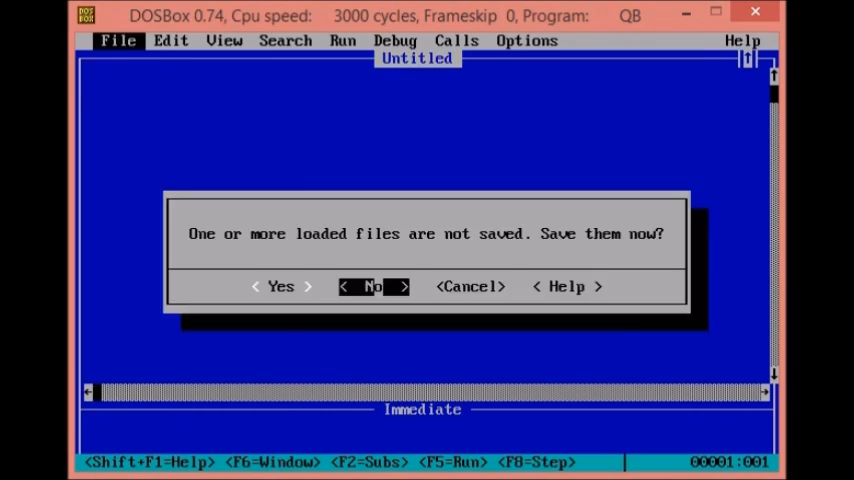 DOS BOX DOSBox 0.74, Cpu speed: 3000 cycles, Frameskip 0, Program: QB
File Edit View Search Run Debug Calls Options Help
Untitled
One or more loaded files are not saved. Save them now?
< Yes > < No > <Cancel> < Help >
Immediate
<Shift+F1=Help> <F6=Window> <F2=Subs> <F5=Run> <F8=Step> 00001:001